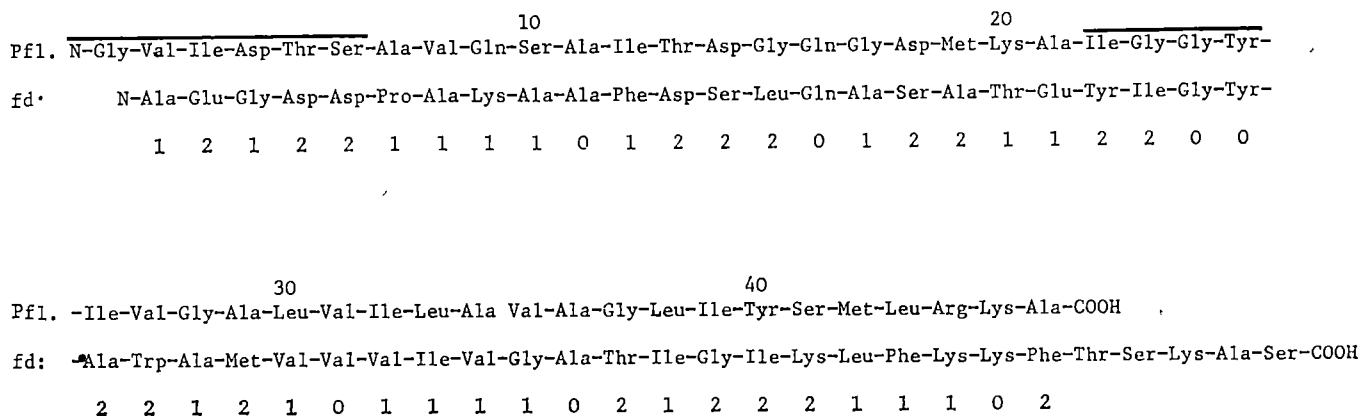 10 20
Pf1. N-Gly-Val-Ile-Asp-Thr-Ser-Ala-Val-Gln-Ser-Ala-Ile-Thr-Asp-Gly-Gln-Gly-Asp-Met-Lys-Ala-Ile-Gly-Gly-Tyr-
fd· N-Ala-Glu-Gly-Asp-Asp-Pro-Ala-Lys-Ala-Ala-Phe-Asp-Ser-Leu-Gln-Ala-Ser-Ala-Thr-Glu-Tyr-Ile-Gly-Tyr-
1 2 1 2 2 1 1 1 1 0 1 2 2 2 0 1 2 2 1 1 2 2 0 0
30 40
Pf1. -Ile-Val-Gly-Ala-Leu-Val-Ile-Leu-Ala Val-Ala-Gly-Leu-Ile-Tyr-Ser-Met-Leu-Arg-Lys-Ala-COOH
fd: -Ala-Trp-Ala-Met-Val-Val-Val-Ile-Val-Gly-Ala-Thr-Ile-Gly-Ile-Lys-Leu-Phe-Lys-Lys-Phe-Thr-Ser-Lys-Ala-Ser-COOH
2 2 1 2 1 0 1 1 1 1 0 2 1 2 2 2 1 1 1 0 2